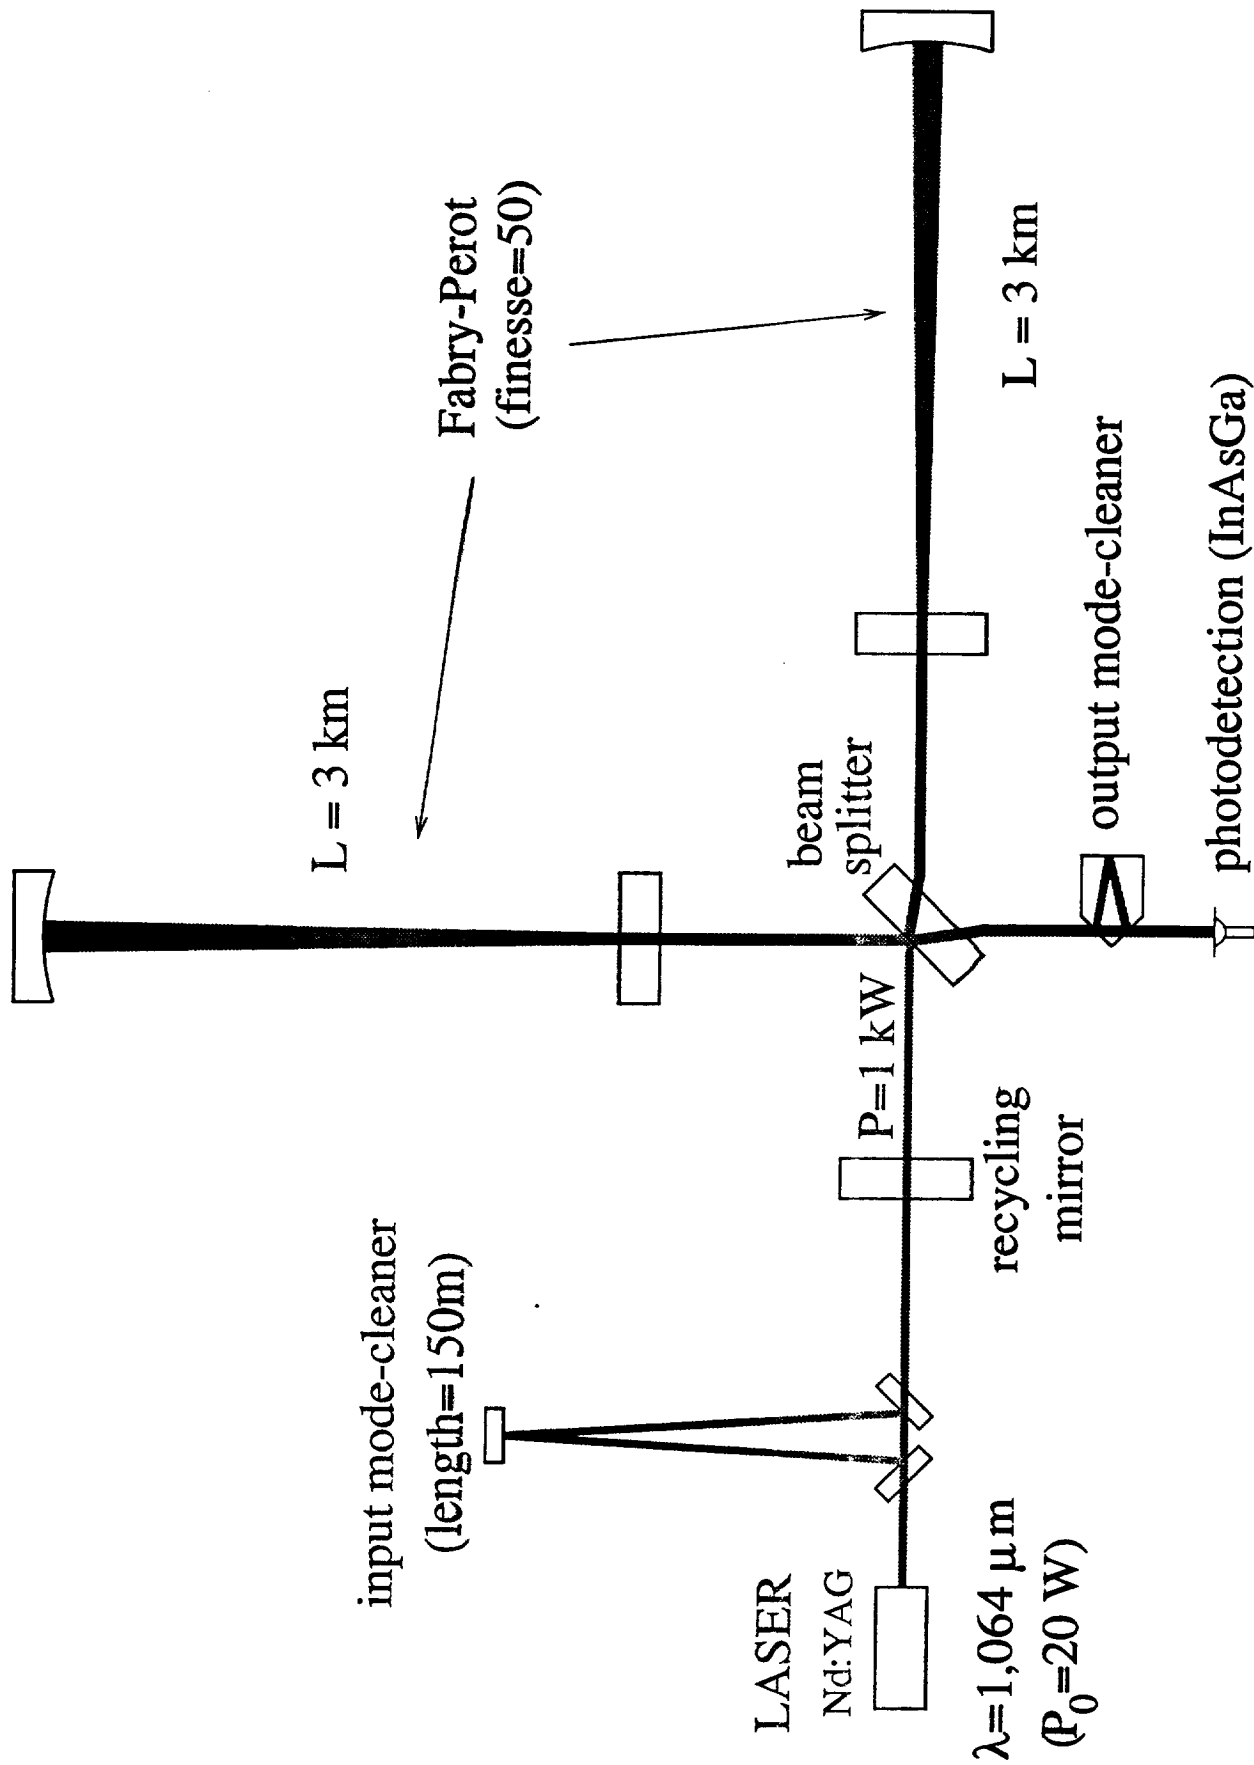 Fabry-Perot
(finesse=50)
L = 3 km
L = 3 km
beam
splitter
output mode-cleaner
photodetection (InAsGa)
P=1 kW
recycling
mirror
input mode-cleaner
(length=150m)
LASER
Nd:YAG
λ=1,064 μm
(P₀=20 W)